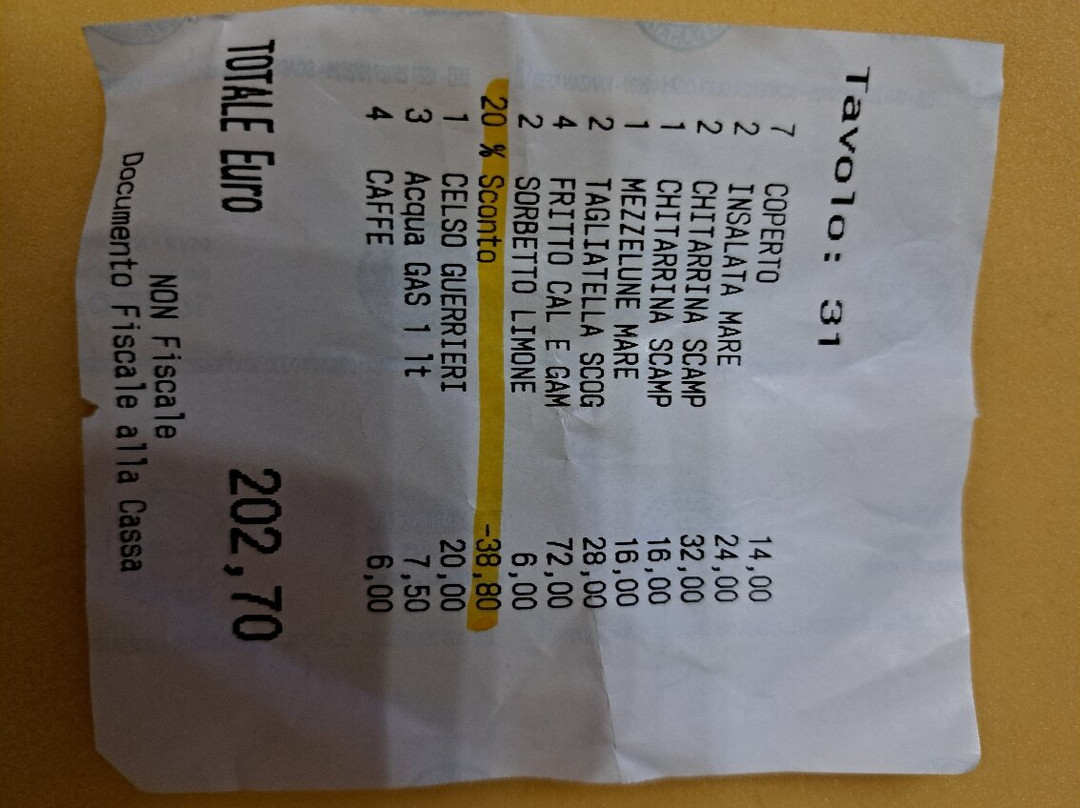 Tavolo: 31
7 COPERTO 14,00
2 INSALATA MARE 24,00
2 CHITARRINA SCAMP 32,00
1 CHITARRINA SCAMP 16,00
1 MEZZELUNE MARE 16,00
2 TAGLIATELLA SCOG 28,00
4 FRITTO CAL E GAM 72,00
2 SORBETTO LIMONE 6,00
20 % Sconto -38,80
1 CELSO GUERRIERI 20,00
3 Acqua GAS 1 lt 7,50
4 CAFFE 6,00
TOTALE Euro 202,70
NON Fiscale
Documento Fiscale alla Cassa